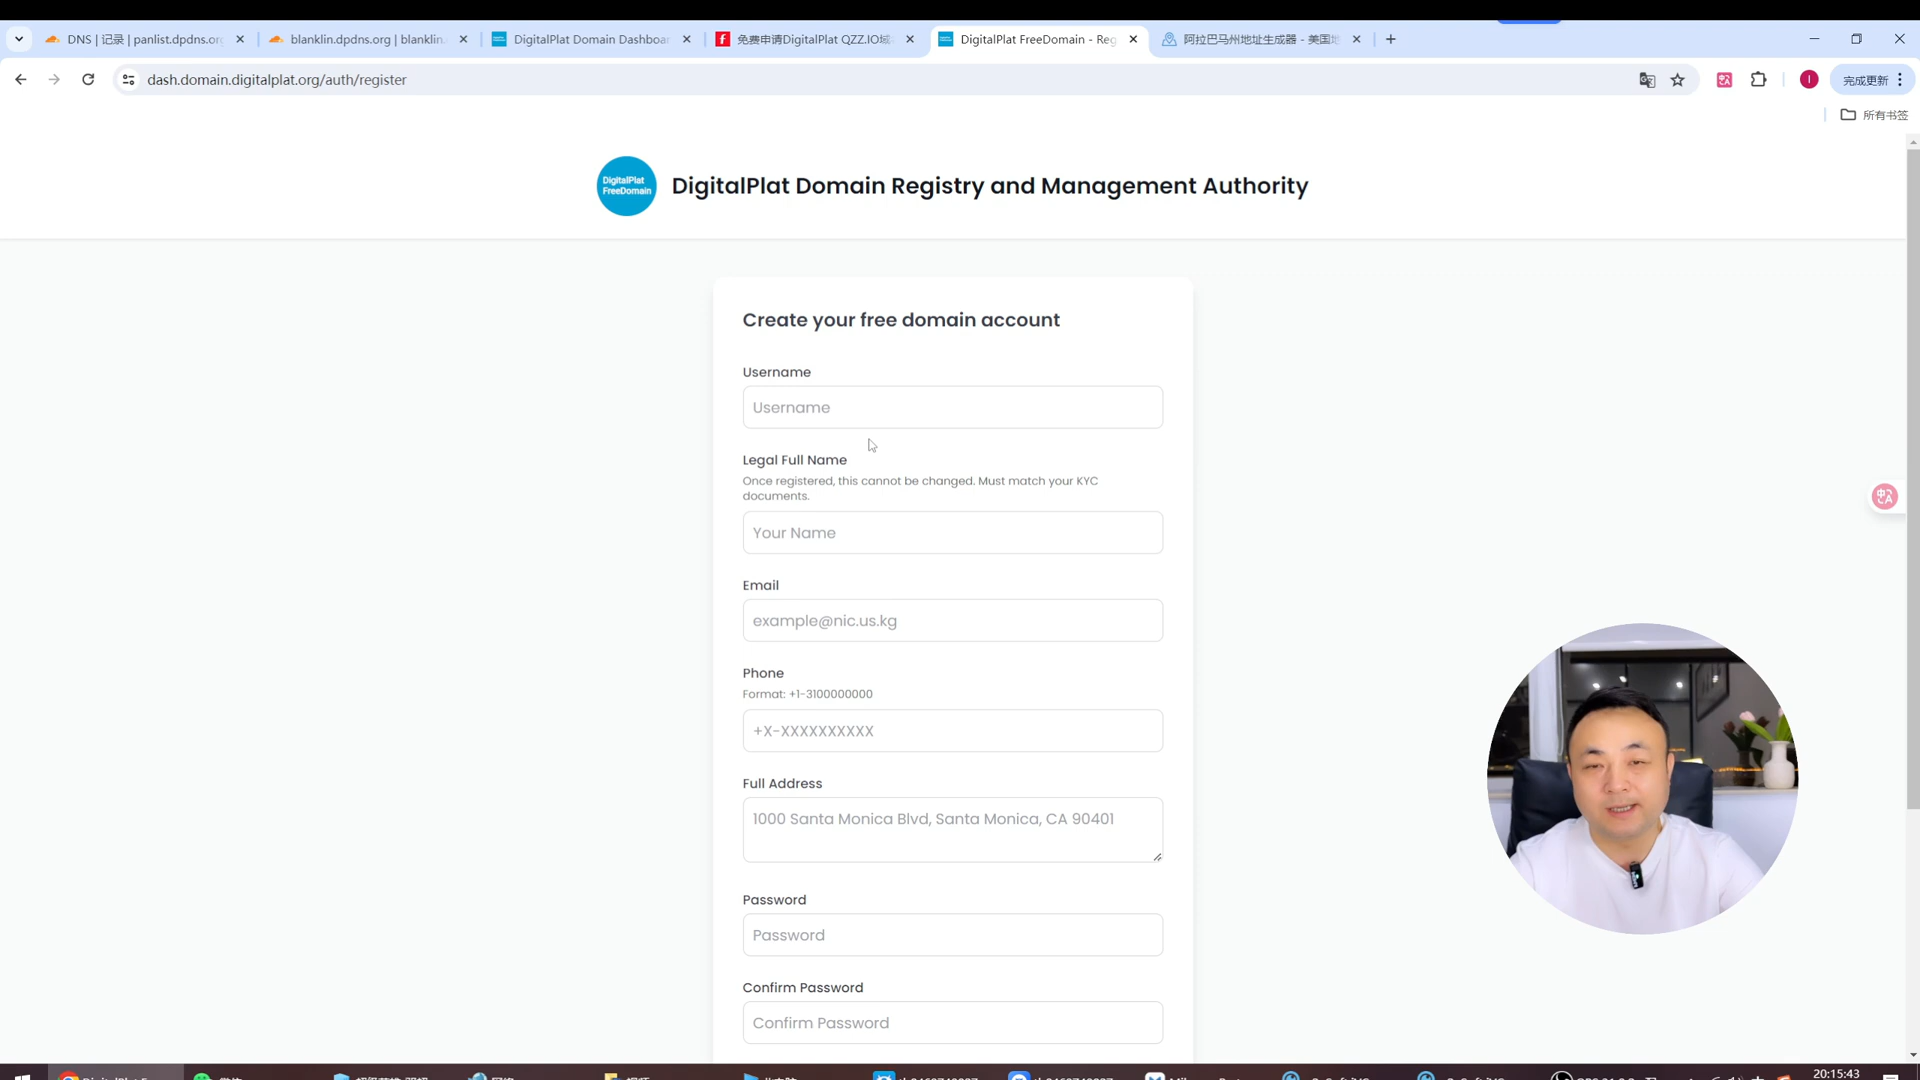 DNS | 记录 | panlist.dpdns.or
blanklin.dpdns.org | blanklin.
DigitalPlat Domain Dashboar
免费申请DigitalPlat QZZ.IO域
DigitalPlat FreeDomain - Reg
阿拉巴马州地址生成器 - 美国地
dash.domain.digitalplat.org/auth/register
完成更新
所有书签
DigitalPlat
FreeDomain
DigitalPlat Domain Registry and Management Authority
Create your free domain account
Username
Username
Legal Full Name
Once registered, this cannot be changed. Must match your KYC
documents.
Your Name
Email
example@nic.us.kg
Phone
Format: +1-3100000000
+X-XXXXXXXXXX
Full Address
1000 Santa Monica Blvd, Santa Monica, CA 90401
Password
Password
Confirm Password
Confirm Password
20:15:43